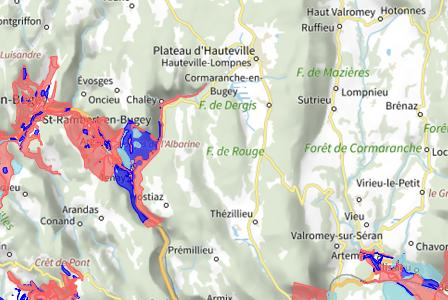 Haut Valromey
Hotonnes
Ruffieu
Luisandre
Plateau d'Hauteville
Hauteville-Lompnes
Cormaranche-en-
Bugey
F. de Mazières
Évosges
Oncieu
Chaley
F. de Dergis
Lompnieu
Sutrieu
Brénaz
St-Rambert-en-Bugey
F. de Rouge
Forêt de Cormaranche
Virieu-le-Petit
Arandas
Conand
Thézillieu
Vieu
Valromey-sur-Séran
Prémillieu
Crêt de Pont
Armix